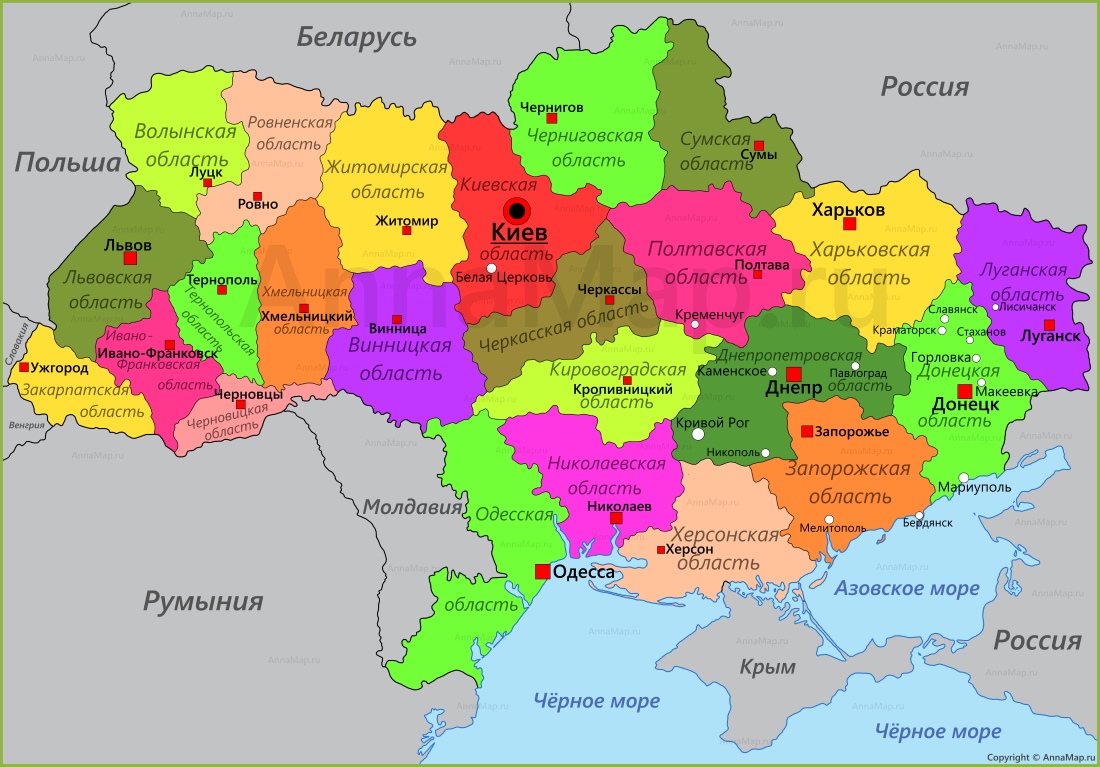 AnnaMap.ru
Беларусь
Россия
Польша
Чернигов
Черниговская
область
Сумская
область
Сумы
Волынская
область
Луцк
Ровненская
область
Ровно
Житомирская
область
Житомир
Киевская
Киев
область
Белая Церковь
Львов
Львовская
область
Тернополь
Тернопольская
область
Хмельницкая
Хмельницкий
область
Винница
Винницкая
область
Черкассы
Черкасская область
Полтавская
область
Полтава
Кременчуг
Харьков
Харьковская
область
Луганская
область
Лисичанск
Луганск
Славянск
Краматорск
Стаханов
Горловка
Донецкая
Макеевка
Донецк
область
Мариуполь
Словакия
Ужгород
Закарпатская
область
Венгрия
Ивано-
Ивано-Франковск
Франковская
область
Черновцы
Черновицкая
область
Кировоградская
Кропивницкий
область
Днепропетровская
Каменское
Павлоград
область
Днепр
Кривой Рог
Никополь
Запорожье
Запорожская
область
Мелитополь
Бердянск
Николаевская
область
Николаев
Херсонская
Херсон
область
Молдавия
Одесская
Одесса
область
Румыния
Азовское море
Россия
Крым
Чёрное море
Чёрное море
Copyright © AnnaMap.ru